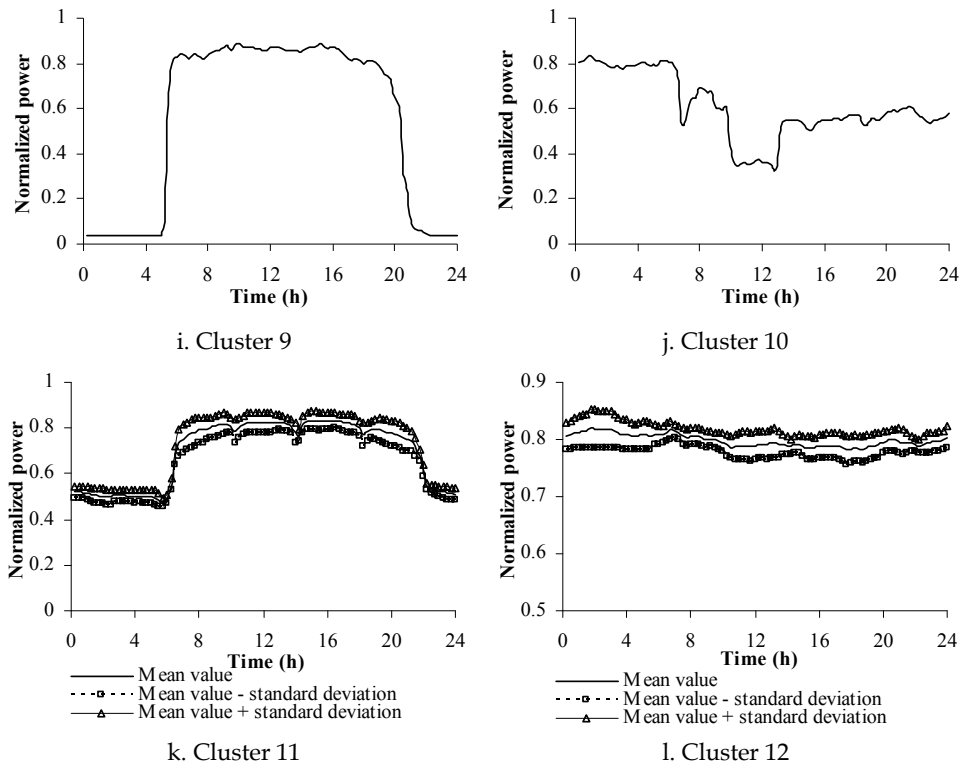 1
0.8
0.6
0.4
0.2
0
Normalized power
0 4 8 12 16 20 24
Time (h)
i. Cluster 9
1
0.8
0.6
0.4
0.2
0
Normalized power
0 4 8 12 16 20 24
Time (h)
j. Cluster 10
1
0.8
0.6
0.4
0.2
0
Normalized power
0 4 8 12 16 20 24
Time (h)
Mean value
Mean value - standard deviation
Mean value + standard deviation
k. Cluster 11
0.9
0.8
0.7
0.6
0.5
Normalized power
0 4 8 12 16 20 24
Time (h)
Mean value
Mean value - standard deviation
Mean value + standard deviation
l. Cluster 12